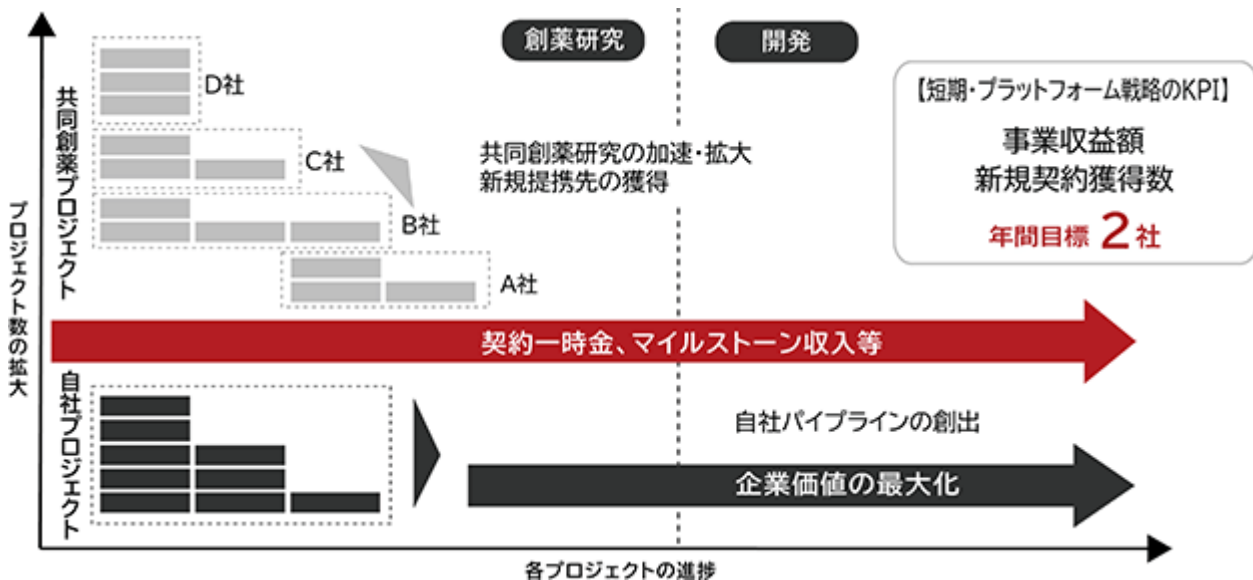 創薬研究
開発
プロジェクト数の拡大
共同創薬プロジェクト
D社
C社
B社
A社
共同創薬研究の加速・拡大
新規提携先の獲得
【短期・プラットフォーム戦略のKPI】
事業収益額
新規契約獲得数
年間目標 2 社
契約一時金、マイルストーン収入等
自社プロジェクト
自社パイプラインの創出
企業価値の最大化
各プロジェクトの進捗